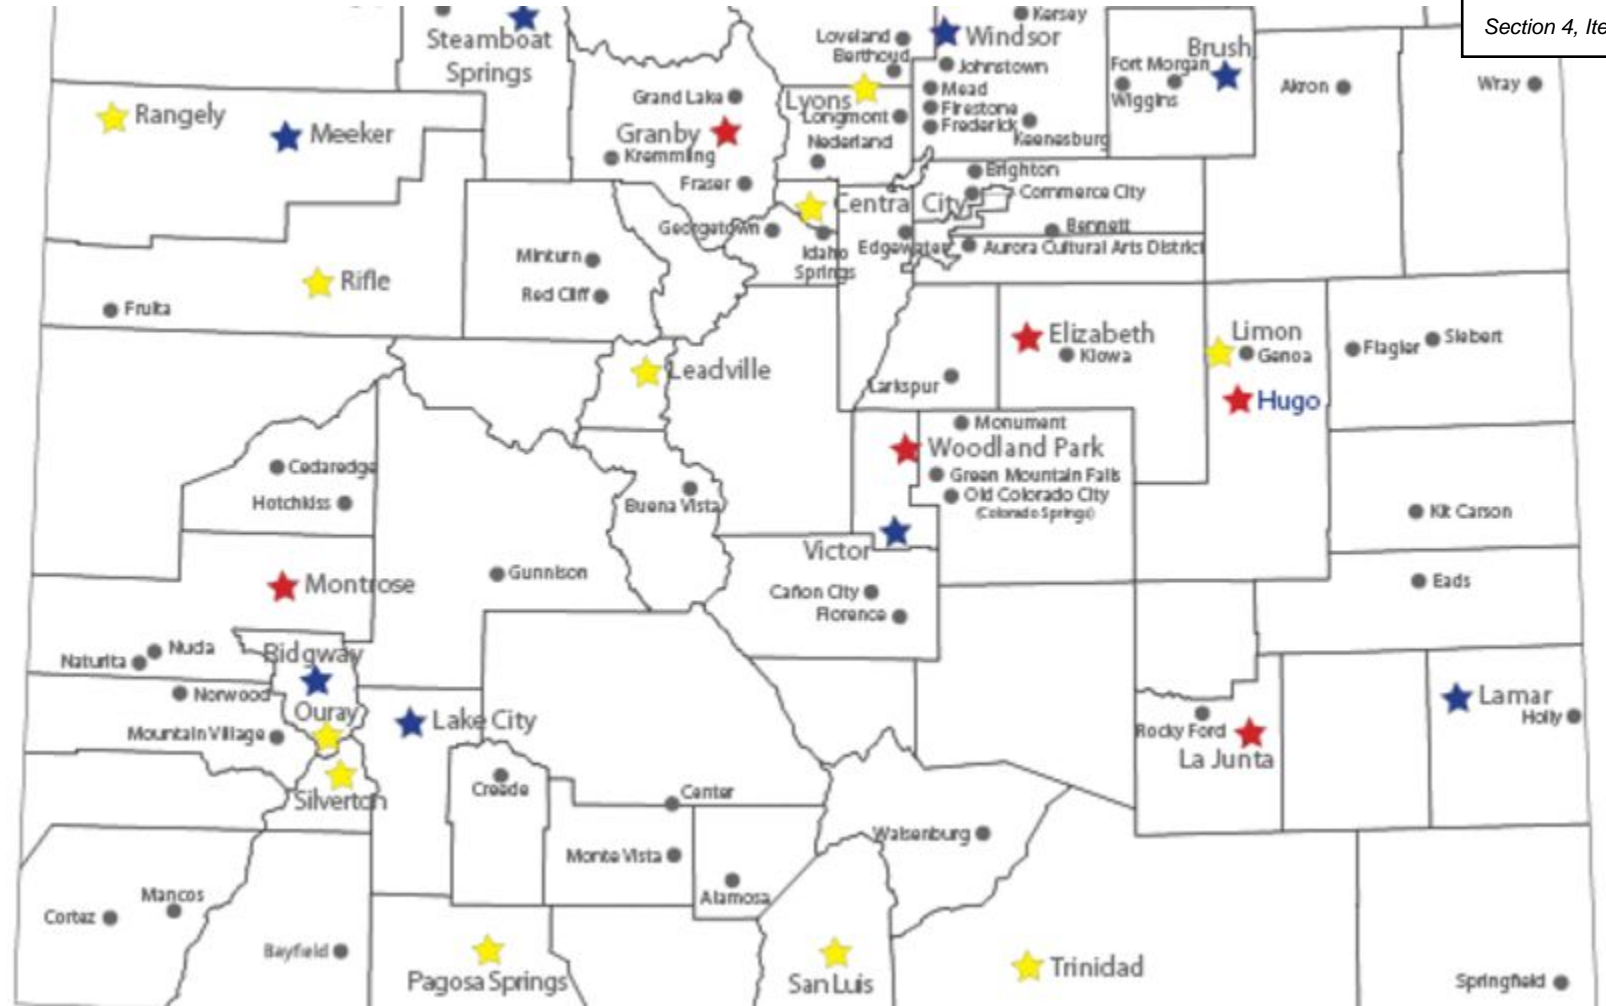 Section 4, Ite
Kersey
Steamboat
Springs
Loveland
Windsor
Berthoud
Brush
Johnstown
Fort Morgan
Akron
Wray
Grand Lake
Mead
Wiggins
Rangely
Lyons
Firestone
Longmont
Frederick
Meeker
Granby
Keenesburg
Kremmling
Nederland
Fraser
Brighton
Commerce City
Central City
Georgetown
Bennett
Edgewater
Aurora Cultural Arts District
Idaho
Springs
Minturn
Rifle
Red Cliff
Fruita
Elizabeth
Limon
Kiowa
Genoa
Flagler
Siebert
Leadville
Larkspur
Hugo
Monument
Woodland Park
Cedaredge
Green Mountain Falls
Hotchkiss
Buena Vista
Old Colorado City
(Colorado Springs)
Kit Carson
Victor
Montrose
Gunnison
Cañon City
Eads
Florence
Nucla
Naturita
Ridgway
Norwood
Ouray
Lake City
Lamar
Holly
Mountain Village
Rocky Ford
La Junta
Silverton
Creede
Center
Walsenburg
Monte Vista
Alamosa
Mancos
Cortez
Bayfield
Pagosa Springs
San Luis
Trinidad
Springfield